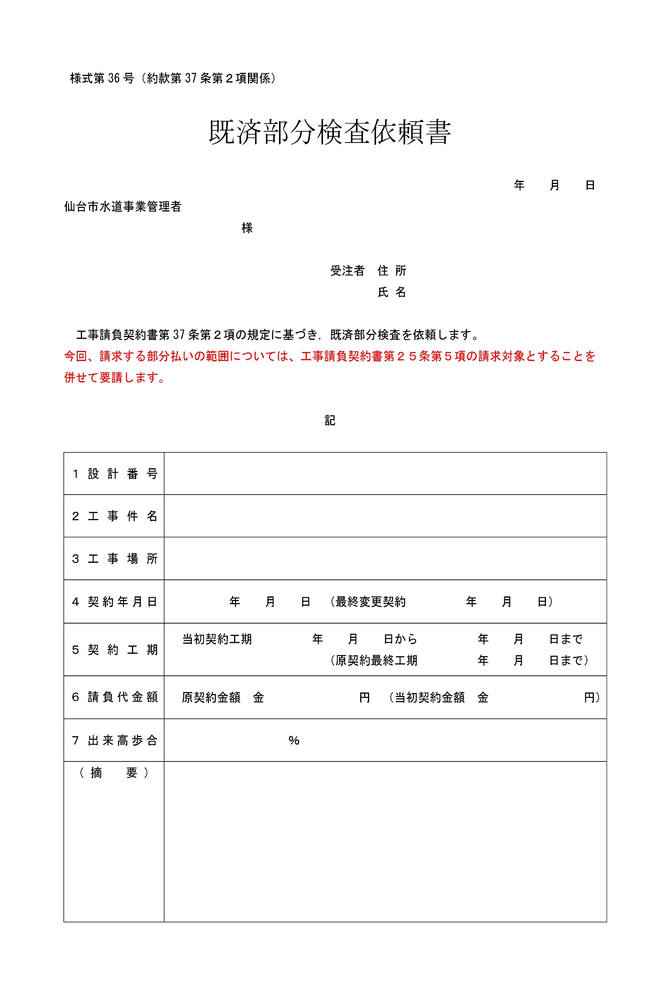 様式第 36 号（約款第 37 条第２項関係）
既済部分検査依頼書
年　　月　　日
仙台市水道事業管理者
様
受注者　住 所
氏 名
工事請負契約書第 37 条第２項の規定に基づき，既済部分検査を依頼します。
今回、請求する部分払いの範囲については、工事請負契約書第２５条第５項の請求対象とすることを
併せて要請します。
記
１ 設 計 番 号
２ 工 事 件 名
３ 工 事 場 所
４ 契約年月日　　年　　月　　日　（最終変更契約　　　年　　月　　日）
５ 契 約 工 期　当初契約工期　　　年　　月　　日から　　　年　　月　　日まで
（原契約最終工期　　　年　　月　　日まで）
６ 請負代金額　原契約金額　金　　　　　円　（当初契約金額　金　　　　　円）
７ 出来高歩合　　　　　％
（ 摘　　要 ）